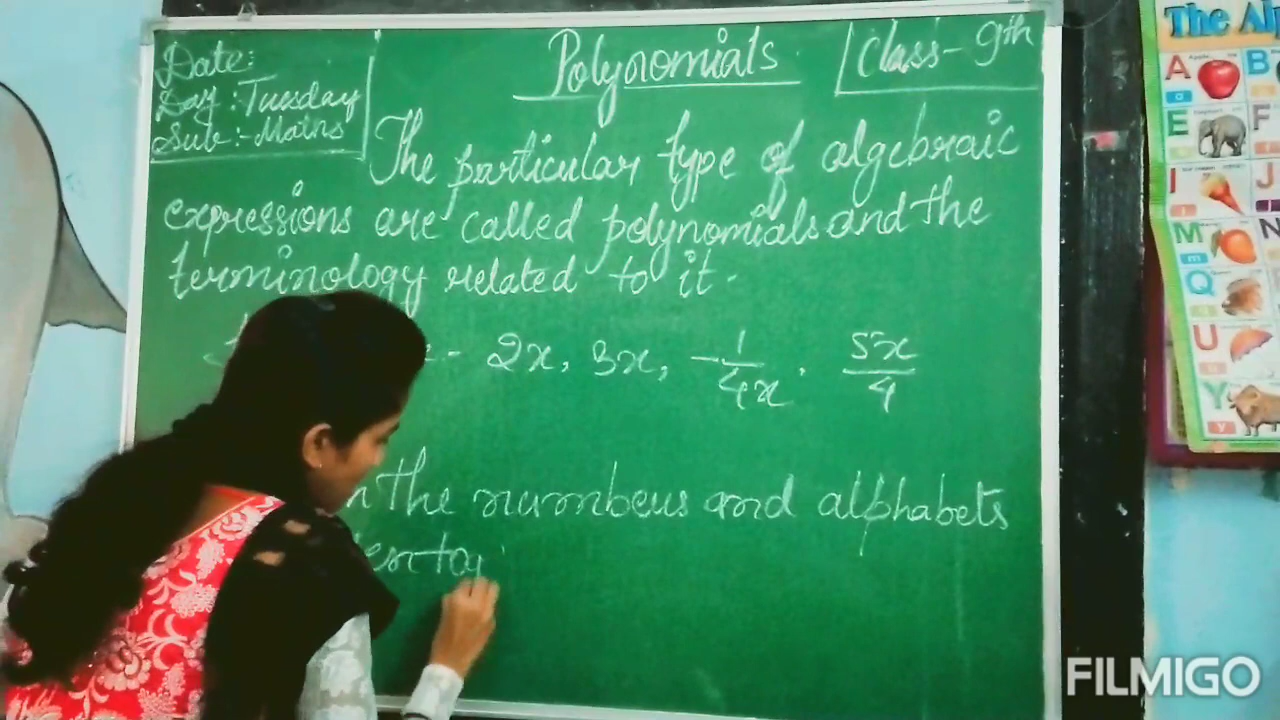 Date:
Day : Tuesday
Sub :- Maths
Polynomials
Class - 9th
The particular type of algebraic
expressions are called polynomials and the
terminology related to it.
2x, 3x, -1/4x, 5x/4
the numbers and alphabets
The Al
A B
a
E F
I J
M N
m
Q
U
Y
y
FILMIGO